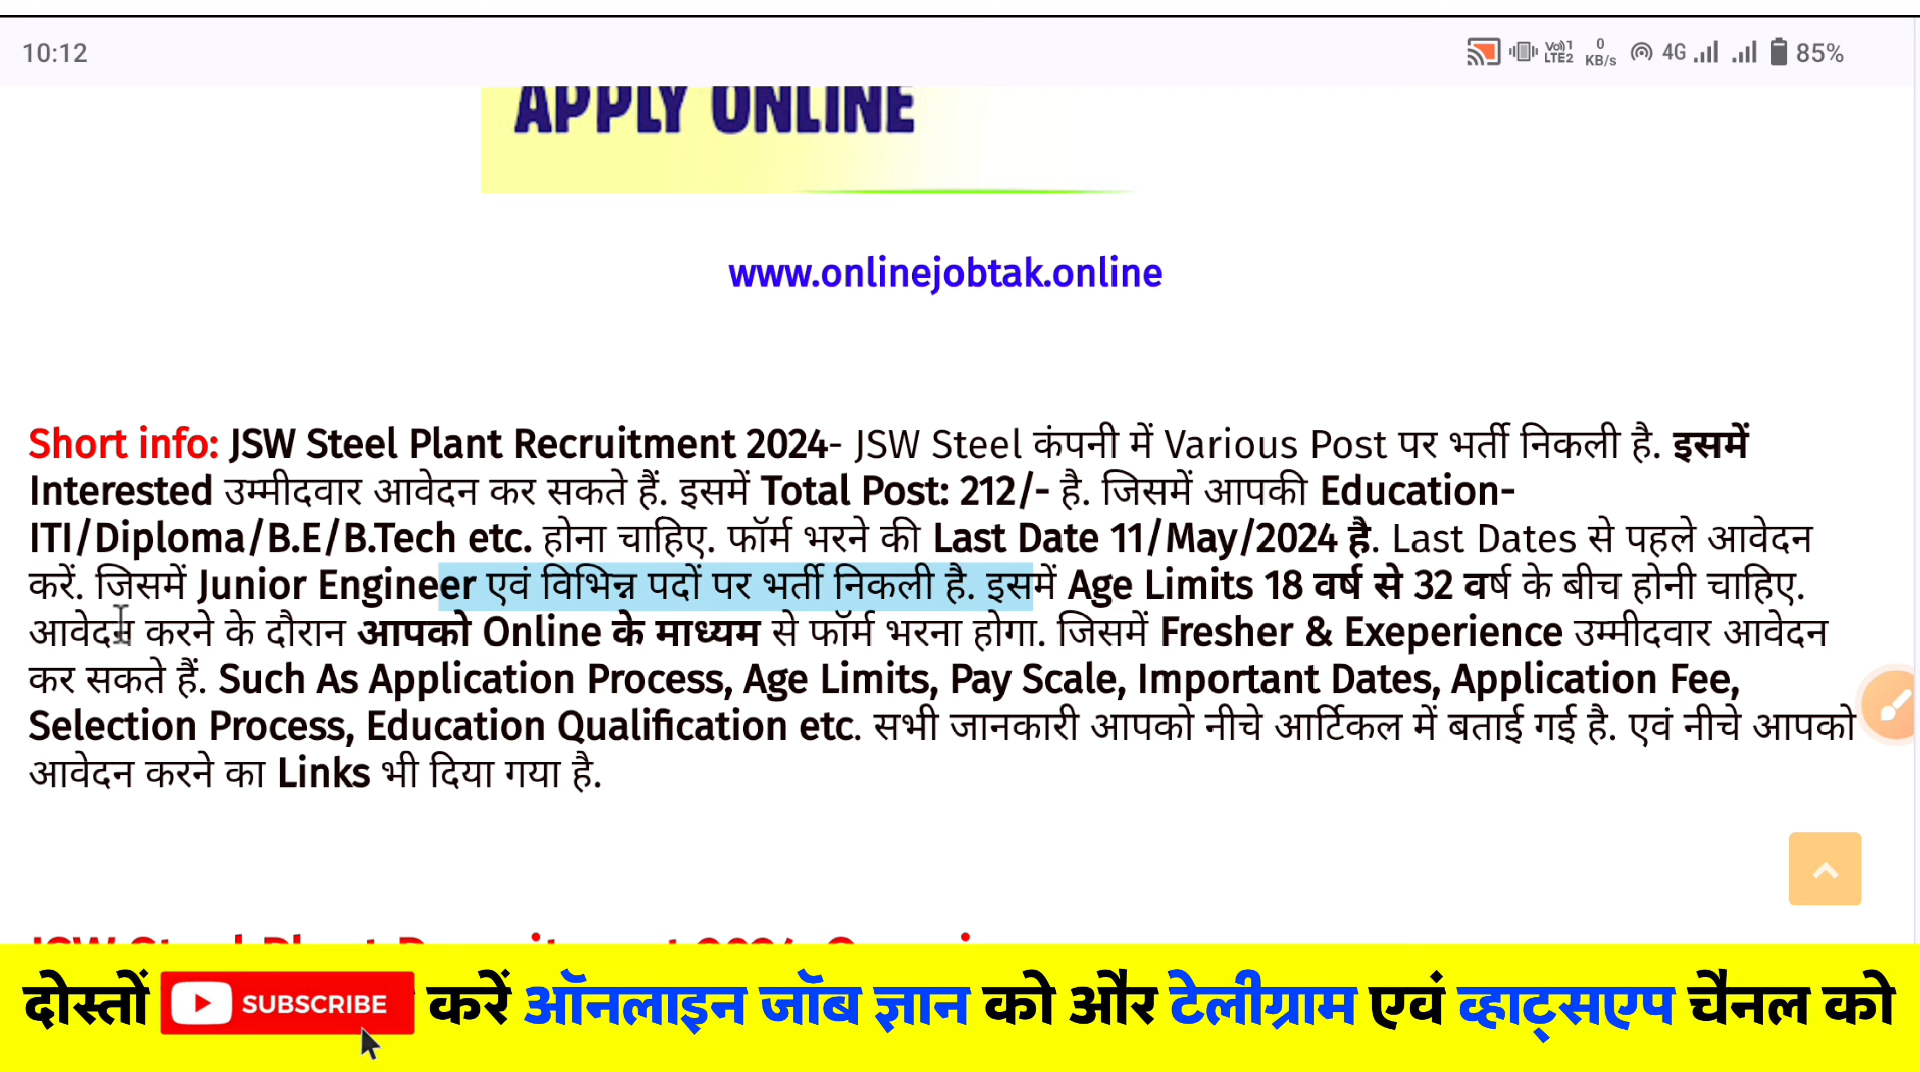 10:12
Vo)) 1 LTE2 0 KB/s 4G 85%
APPLY ONLINE
www.onlinejobtak.online
Short info: JSW Steel Plant Recruitment 2024- JSW Steel कंपनी में Various Post पर भर्ती निकली है. इसमें
Interested उम्मीदवार आवेदन कर सकते हैं. इसमें Total Post: 212/- है. जिसमें आपकी Education-
ITI/Diploma/B.E/B.Tech etc. होना चाहिए. फॉर्म भरने की Last Date 11/May/2024 है. Last Dates से पहले आवेदन
करें. जिसमें Junior Engineer एवं विभिन्न पदों पर भर्ती निकली है. इसमें Age Limits 18 वर्ष से 32 वर्ष के बीच होनी चाहिए.
आवेदन करने के दौरान आपको Online के माध्यम से फॉर्म भरना होगा. जिसमें Fresher & Exeperience उम्मीदवार आवेदन
कर सकते हैं. Such As Application Process, Age Limits, Pay Scale, Important Dates, Application Fee,
Selection Process, Education Qualification etc. सभी जानकारी आपको नीचे आर्टिकल में बताई गई है. एवं नीचे आपको
आवेदन करने का Links भी दिया गया है.
दोस्तों SUBSCRIBE करें ऑनलाइन जॉब ज्ञान को और टेलीग्राम एवं व्हाट्सएप चैनल को